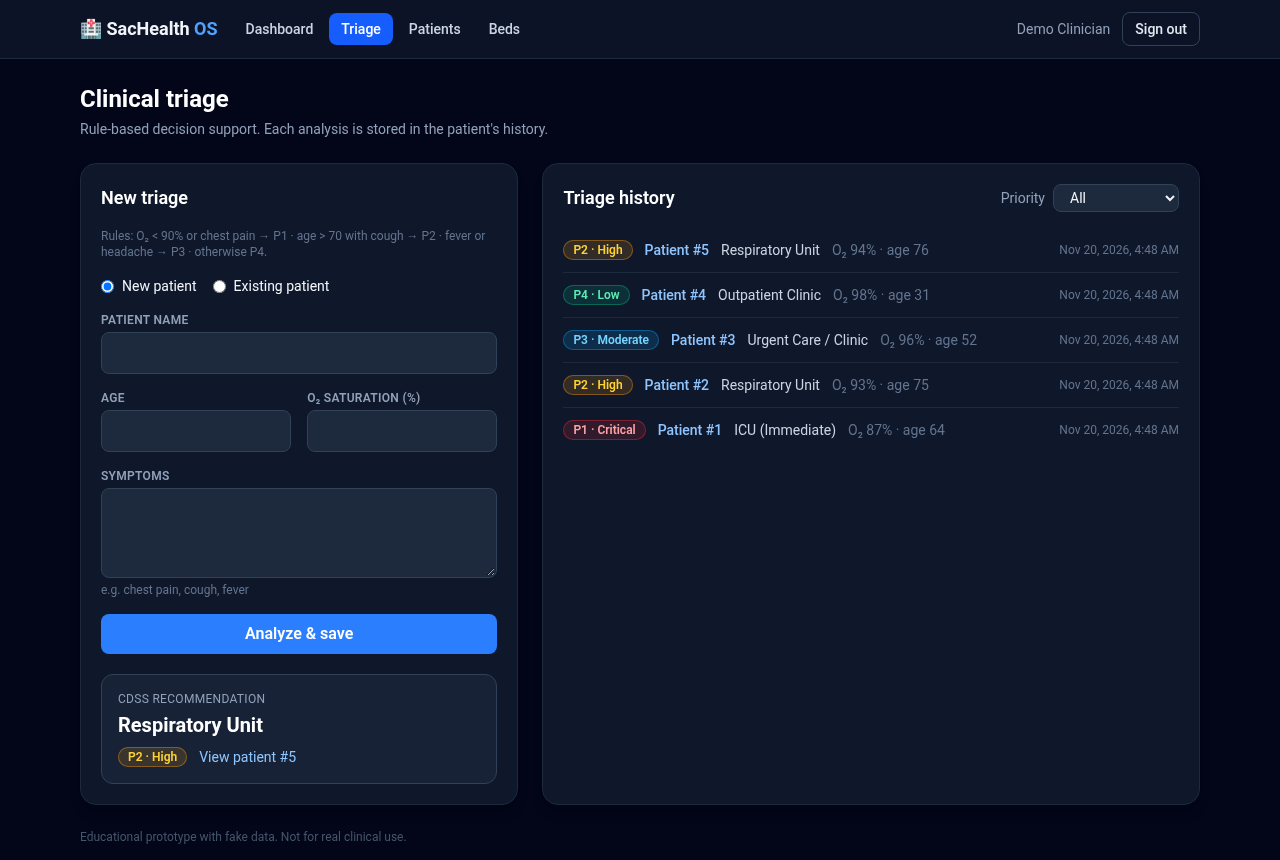 SacHealth OS
Dashboard
Triage
Patients
Beds
Demo Clinician
Sign out
Clinical triage
Rule-based decision support. Each analysis is stored in the patient's history.
New triage
Rules: O₂ < 90% or chest pain → P1 · age > 70 with cough → P2 · fever or
headache → P3 · otherwise P4.
New patient
Existing patient
PATIENT NAME
AGE
O₂ SATURATION (%)
SYMPTOMS
e.g. chest pain, cough, fever
Analyze & save
CDSS RECOMMENDATION
Respiratory Unit
P2 · High
View patient #5
Triage history
Priority
All
P2 · High Patient #5 Respiratory Unit O₂ 94% · age 76 Nov 20, 2026, 4:48 AM
P4 · Low Patient #4 Outpatient Clinic O₂ 98% · age 31 Nov 20, 2026, 4:48 AM
P3 · Moderate Patient #3 Urgent Care / Clinic O₂ 96% · age 52 Nov 20, 2026, 4:48 AM
P2 · High Patient #2 Respiratory Unit O₂ 93% · age 75 Nov 20, 2026, 4:48 AM
P1 · Critical Patient #1 ICU (Immediate) O₂ 87% · age 64 Nov 20, 2026, 4:48 AM
Educational prototype with fake data. Not for real clinical use.